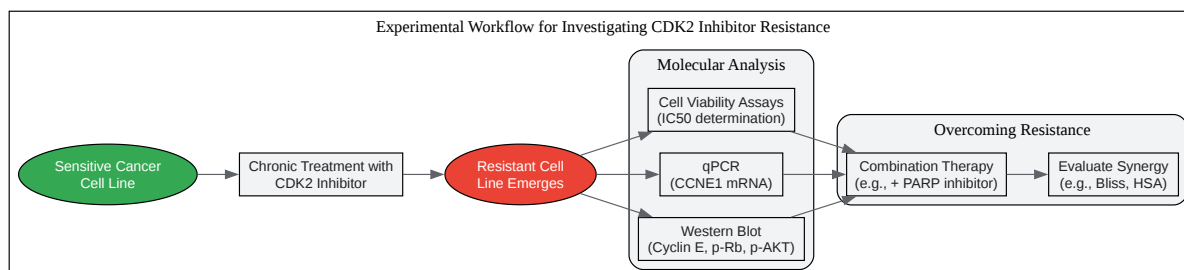 Experimental Workflow for Investigating CDK2 Inhibitor Resistance
Sensitive Cancer
Cell Line
Chronic Treatment with
CDK2 Inhibitor
Resistant Cell
Line Emerges
Molecular Analysis
Cell Viability Assays
(IC50 determination)
qPCR
(CCNE1 mRNA)
Western Blot
(Cyclin E, p-Rb, p-AKT)
Overcoming Resistance
Combination Therapy
(e.g., + PARP inhibitor)
Evaluate Synergy
(e.g., Bliss, HSA)